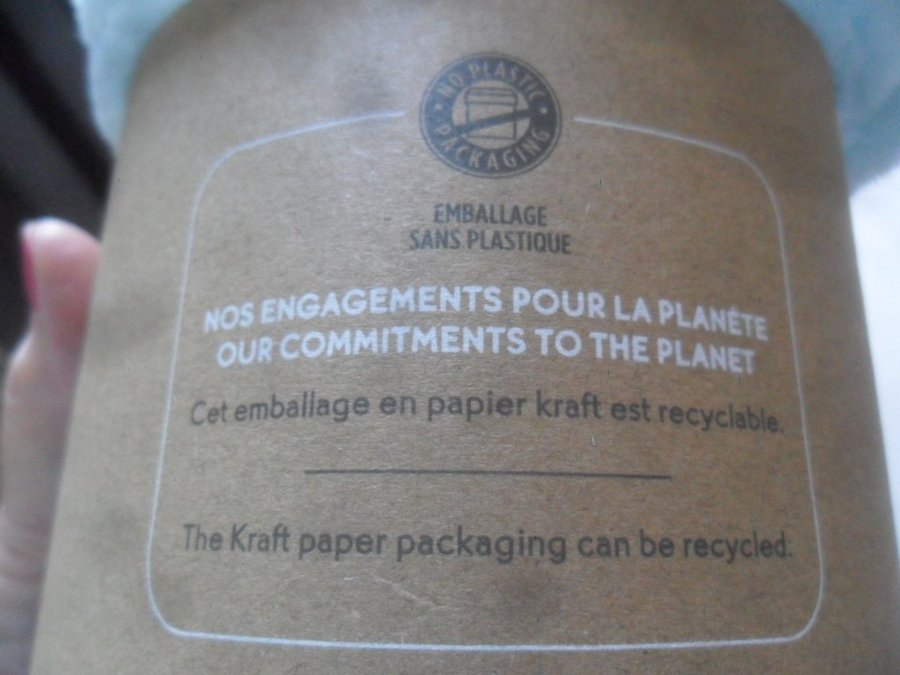 NO PLASTIC
PACKAGING
EMBALLAGE
SANS PLASTIQUE
NOS ENGAGEMENTS POUR LA PLANÈTE
OUR COMMITMENTS TO THE PLANET
Cet emballage en papier kraft est recyclable.
The Kraft paper packaging can be recycled.